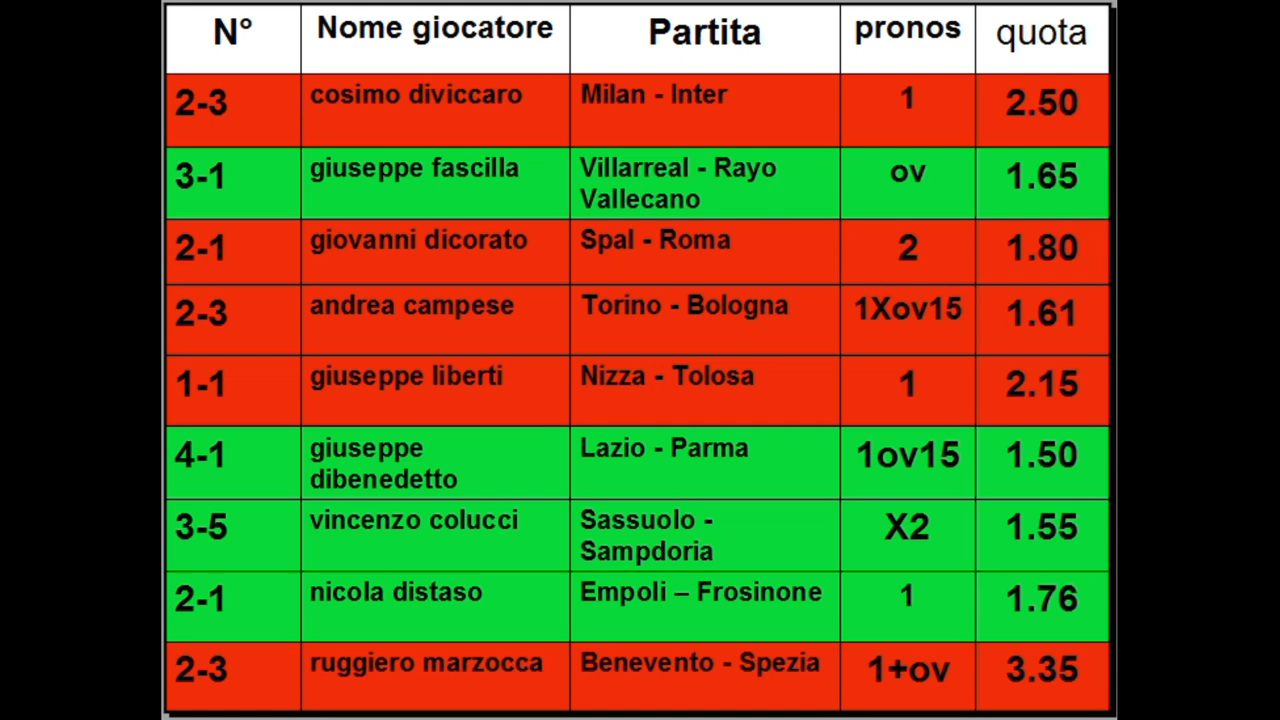 N° Nome giocatore Partita pronos quota
2-3 cosimo diviccaro Milan - Inter 1 2.50
3-1 giuseppe fascilla Villarreal - Rayo Vallecano ov 1.65
2-1 giovanni dicorato Spal - Roma 2 1.80
2-3 andrea campese Torino - Bologna 1Xov15 1.61
1-1 giuseppe liberti Nizza - Tolosa 1 2.15
4-1 giuseppe dibenedetto Lazio - Parma 1ov15 1.50
3-5 vincenzo colucci Sassuolo - Sampdoria X2 1.55
2-1 nicola distaso Empoli – Frosinone 1 1.76
2-3 ruggiero marzocca Benevento - Spezia 1+ov 3.35